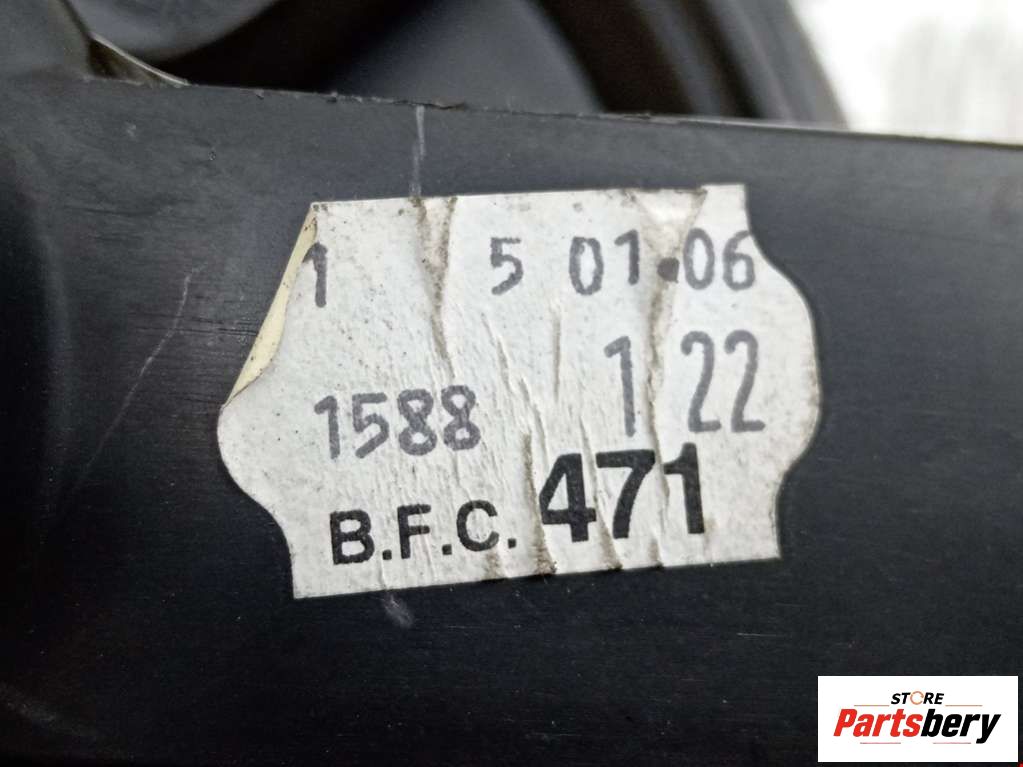 1 5 01.06
1 22
1588
B.F.C. 471
STORE
Partsbery